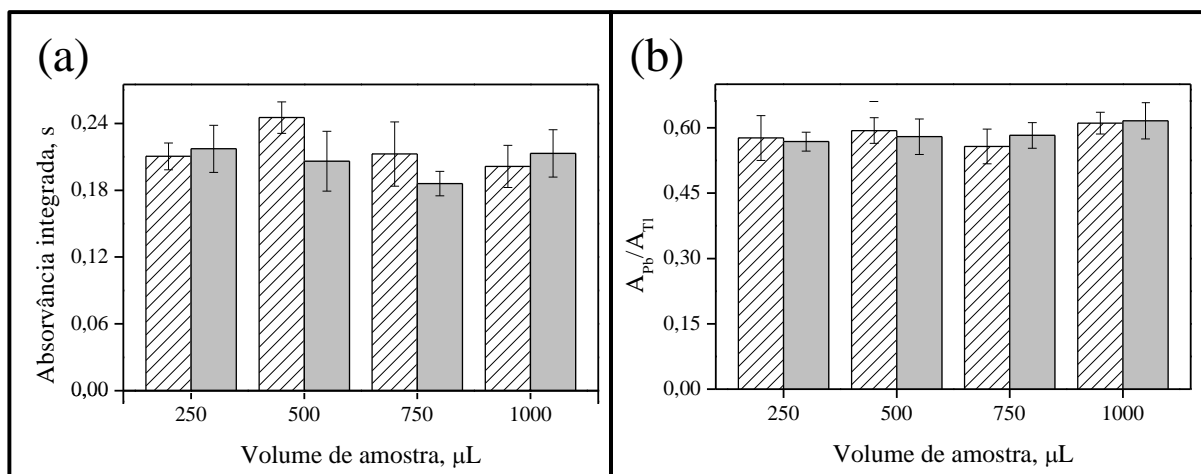 (a)
Absorvância integrada, s
0,24
0,18
0,12
0,06
0,00
250 500 750 1000
Volume de amostra, μL
(b)
A_Pb/A_Tl
0,60
0,45
0,30
0,15
0,00
250 500 750 1000
Volume de amostra, μL